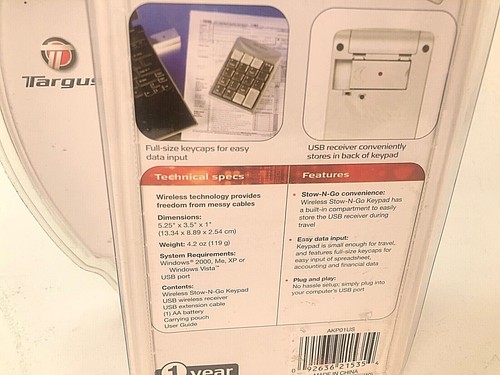 Targus
Full-size keycaps for easy
data input
USB receiver conveniently
stores in back of keypad
Technical specs
Wireless technology provides
freedom from messy cables
Dimensions:
5.25" x 3.5" x 1"
(13.34 x 8.89 x 2.54 cm)
Weight: 4.2 oz (119 g)
System Requirements:
Windows® 2000, Me, XP or
Windows Vista™
USB port
Contents:
Wireless Stow-N-Go Keypad
USB wireless receiver
USB extension cable
(1) AA battery
Carrying pouch
User Guide
Features
• Stow-N-Go convenience:
Wireless Stow-N-Go Keypad has
a built-in compartment to easily
store the USB receiver during
travel
• Easy data input:
Keypad is small enough for travel,
and features full-size keycaps for
easy input of spreadsheet,
accounting and financial data
• Plug and play:
No hassle setup; simply plug into
your computer's USB port
1 year
AKP01US
0 92636 21535
MADE IN CHINA